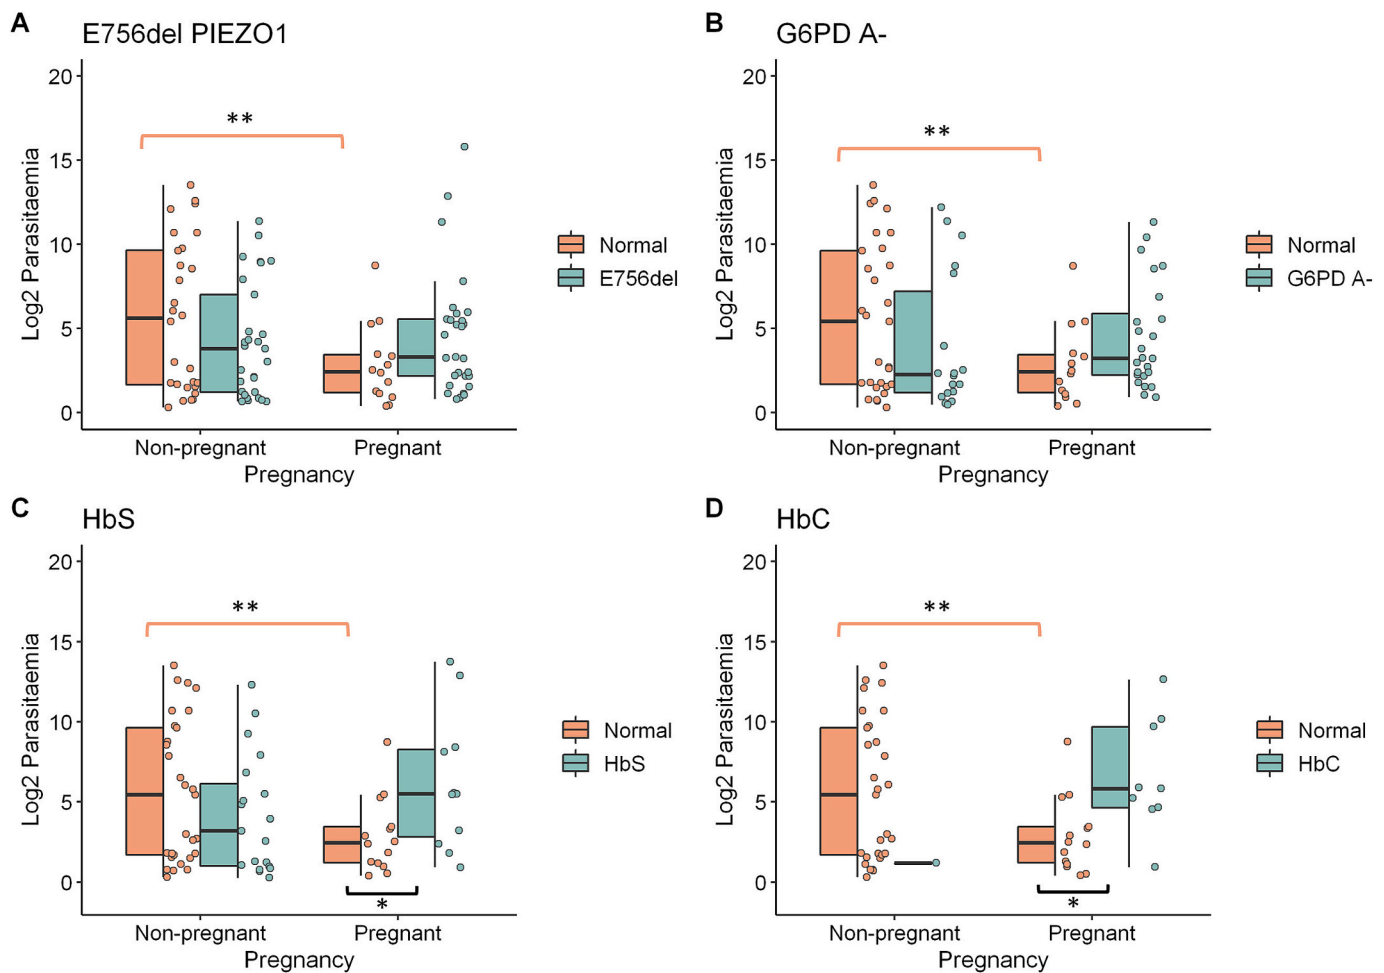 A
E756del PIEZO1
Log2 Parasitaemia
20
15
10
5
0
**
Non-pregnant
Pregnant
Pregnancy
Normal
E756del
B
G6PD A-
Log2 Parasitaemia
20
15
10
5
0
**
Non-pregnant
Pregnant
Pregnancy
Normal
G6PD A-
C
HbS
Log2 Parasitaemia
20
15
10
5
0
**
*
Non-pregnant
Pregnant
Pregnancy
Normal
HbS
D
HbC
Log2 Parasitaemia
20
15
10
5
0
**
*
Non-pregnant
Pregnant
Pregnancy
Normal
HbC